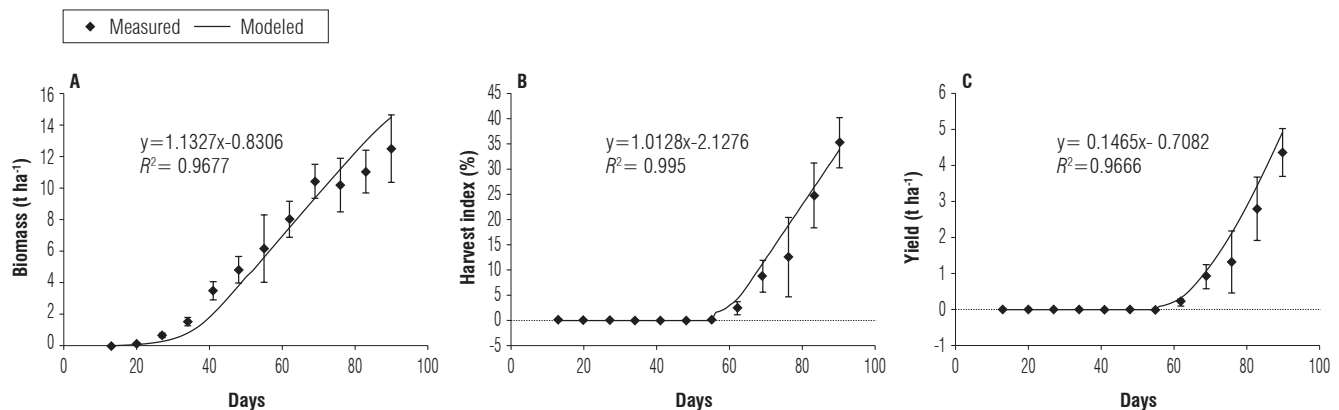 Measured Modeled
A
Biomass (t ha-1)
16
14
12
10
8
6
4
2
0
y=1.1327x-0.8306
R²= 0.9677
0 20 40 60 80 100
Days
B
Harvest index (%)
45
40
35
30
25
20
15
10
5
0
-5
y=1.0128x-2.1276
R²= 0.995
0 20 40 60 80 100
Days
C
Yield (t ha-1)
6
5
4
3
2
1
0
-1
y= 0.1465x- 0.7082
R²=0.9666
0 20 40 60 80 100
Days